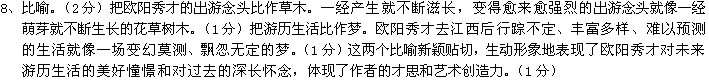 8、比喻。（2分）把欧阳秀才的出游念头比作草木。一经产生就不断滋长，变得愈来愈强烈的出游念头就像一经
萌芽就不断生长的花草树木。（1分）把游历生活比作梦。欧阳秀才去江西后行踪不定、丰富多样、难以预测
的生活就像一场变幻莫测、飘忽无定的梦。（1分）这两个比喻新颖贴切，生动形象地表现了欧阳秀才对未来
游历生活的美好憧憬和对过去的深长怀念，体现了作者的才思和艺术创造力。（1分）